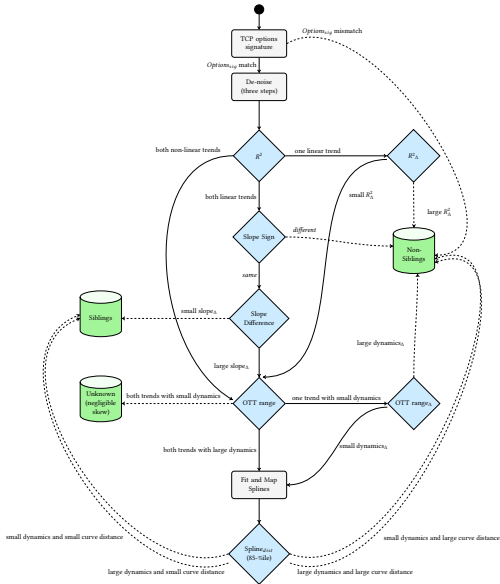 Options_sig mismatch
TCP options
signature
Options_sig match
De-noise
(three steps)
both non-linear trends
R²
one linear trend
R²_Δ
small R²_Δ
both linear trends
large R²_Δ
Slope Sign
different
Non-
Siblings
same
Siblings
small slope_Δ
Slope
Difference
large dynamics_Δ
large slope_Δ
Unknown
(negligible
skew)
both trends with small dynamics
OTT range
one trend with small dynamics
OTT range_Δ
both trends with large dynamics
small dynamics_Δ
Fit and Map
Splines
small dynamics and small curve distance
small dynamics and large curve distance
Spline_dist
(85-%ile)
large dynamics and small curve distance
large dynamics and large curve distance